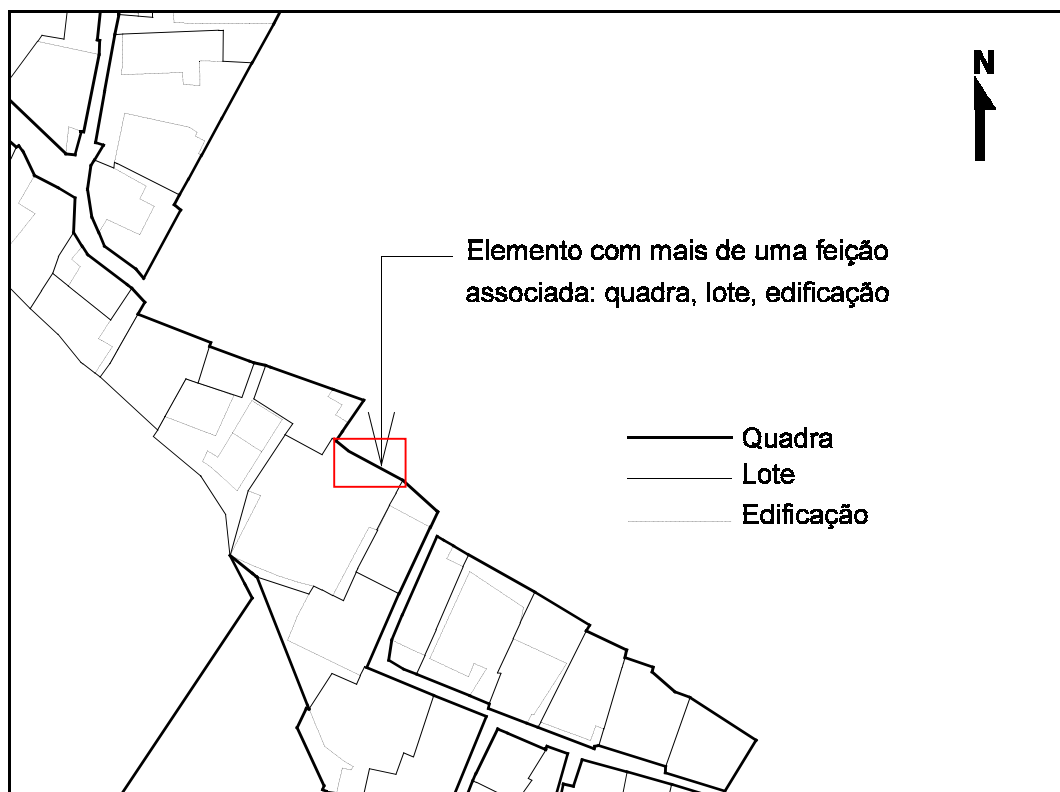 N
Elemento com mais de uma feição
associada: quadra, lote, edificação
Quadra
Lote
Edificação